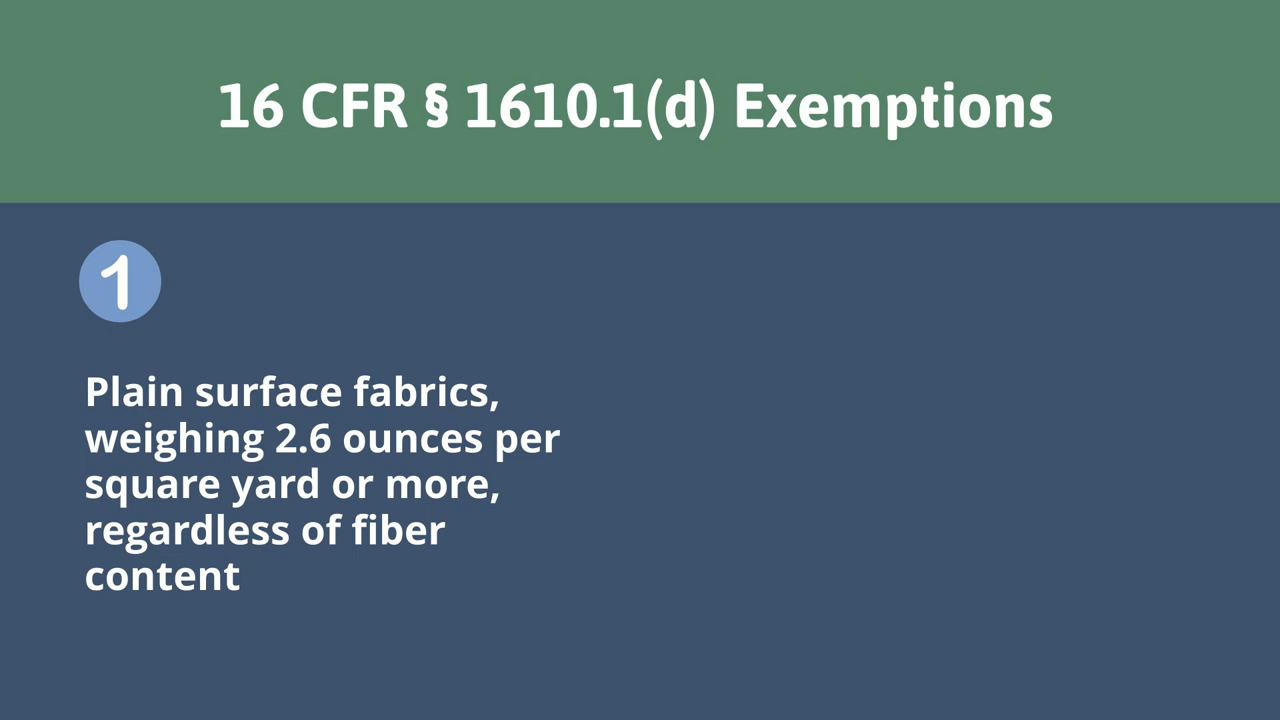 16 CFR § 1610.1(d) Exemptions
1
Plain surface fabrics,
weighing 2.6 ounces per
square yard or more,
regardless of fiber
content